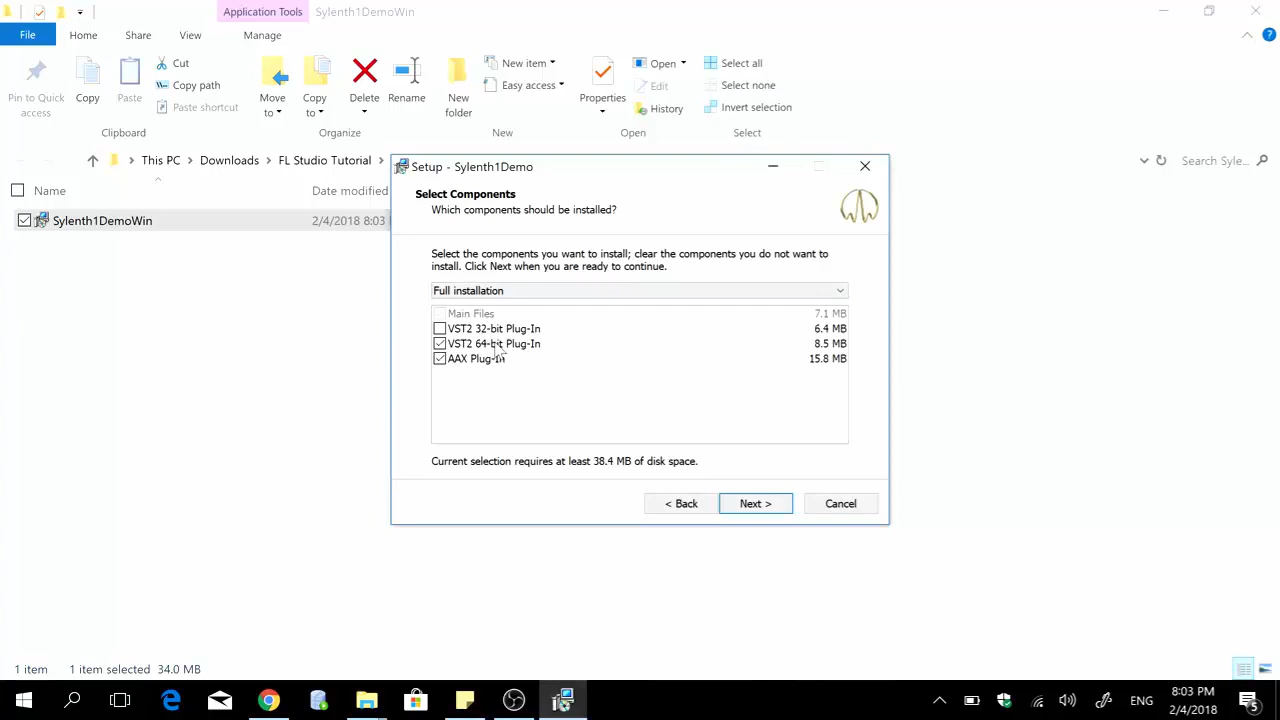 Application Tools
Sylenth1DemoWin
File
Home
Share
View
Manage
Pin to Quick
access
Copy
Paste
Cut
Copy path
Paste shortcut
Clipboard
Move
to
Copy
to
Delete
Rename
Organize
New
folder
New item
Easy access
New
Properties
Open
Edit
History
Open
Select all
Select none
Invert selection
Select
This PC
Downloads
FL Studio Tutorial
Search Syle...
Name
Date modified
Sylenth1DemoWin
2/4/2018 8:03
Setup - Sylenth1Demo
Select Components
Which components should be installed?
Select the components you want to install; clear the components you do not want to
install. Click Next when you are ready to continue.
Full installation
Main Files 7.1 MB
VST2 32-bit Plug-In 6.4 MB
VST2 64-bit Plug-In 8.5 MB
AAX Plug-In 15.8 MB
Current selection requires at least 38.4 MB of disk space.
< Back
Next >
Cancel
1 item
1 item selected 34.0 MB
ENG
8:03 PM
2/4/2018
5